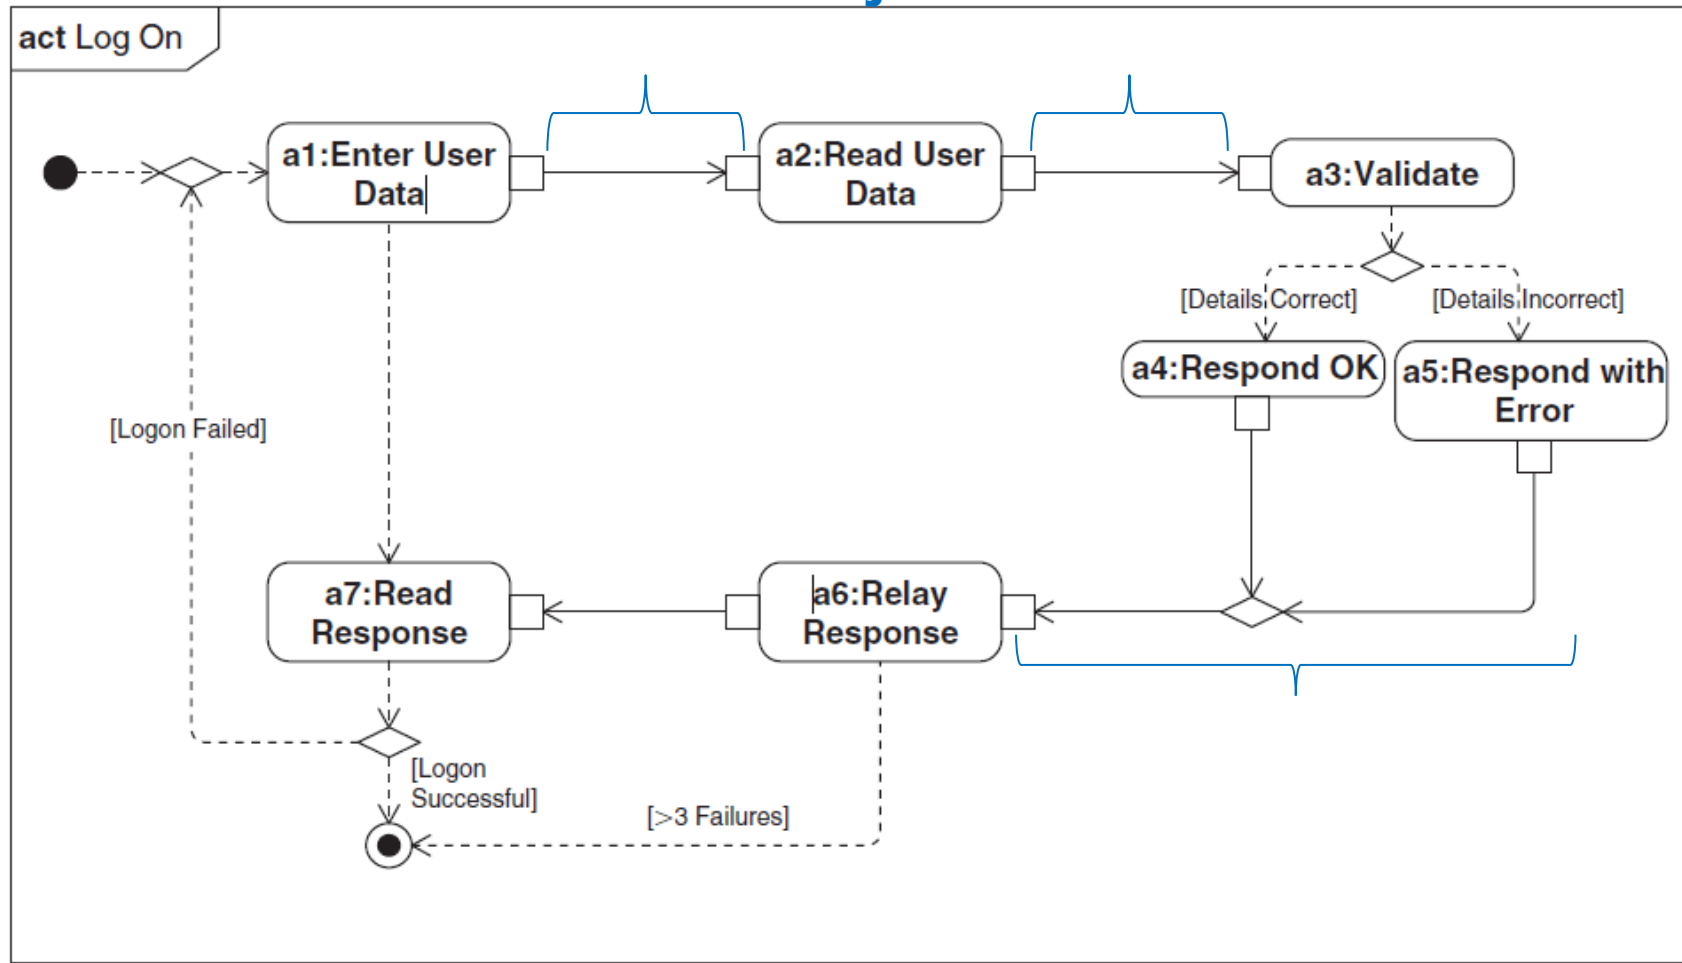 act Log On
a1:Enter User
Data
a2:Read User
Data
a3:Validate
[Details Correct]
[Details Incorrect]
a4:Respond OK
a5:Respond with
Error
[Logon Failed]
a7:Read
Response
a6:Relay
Response
[Logon
Successful]
[>3 Failures]